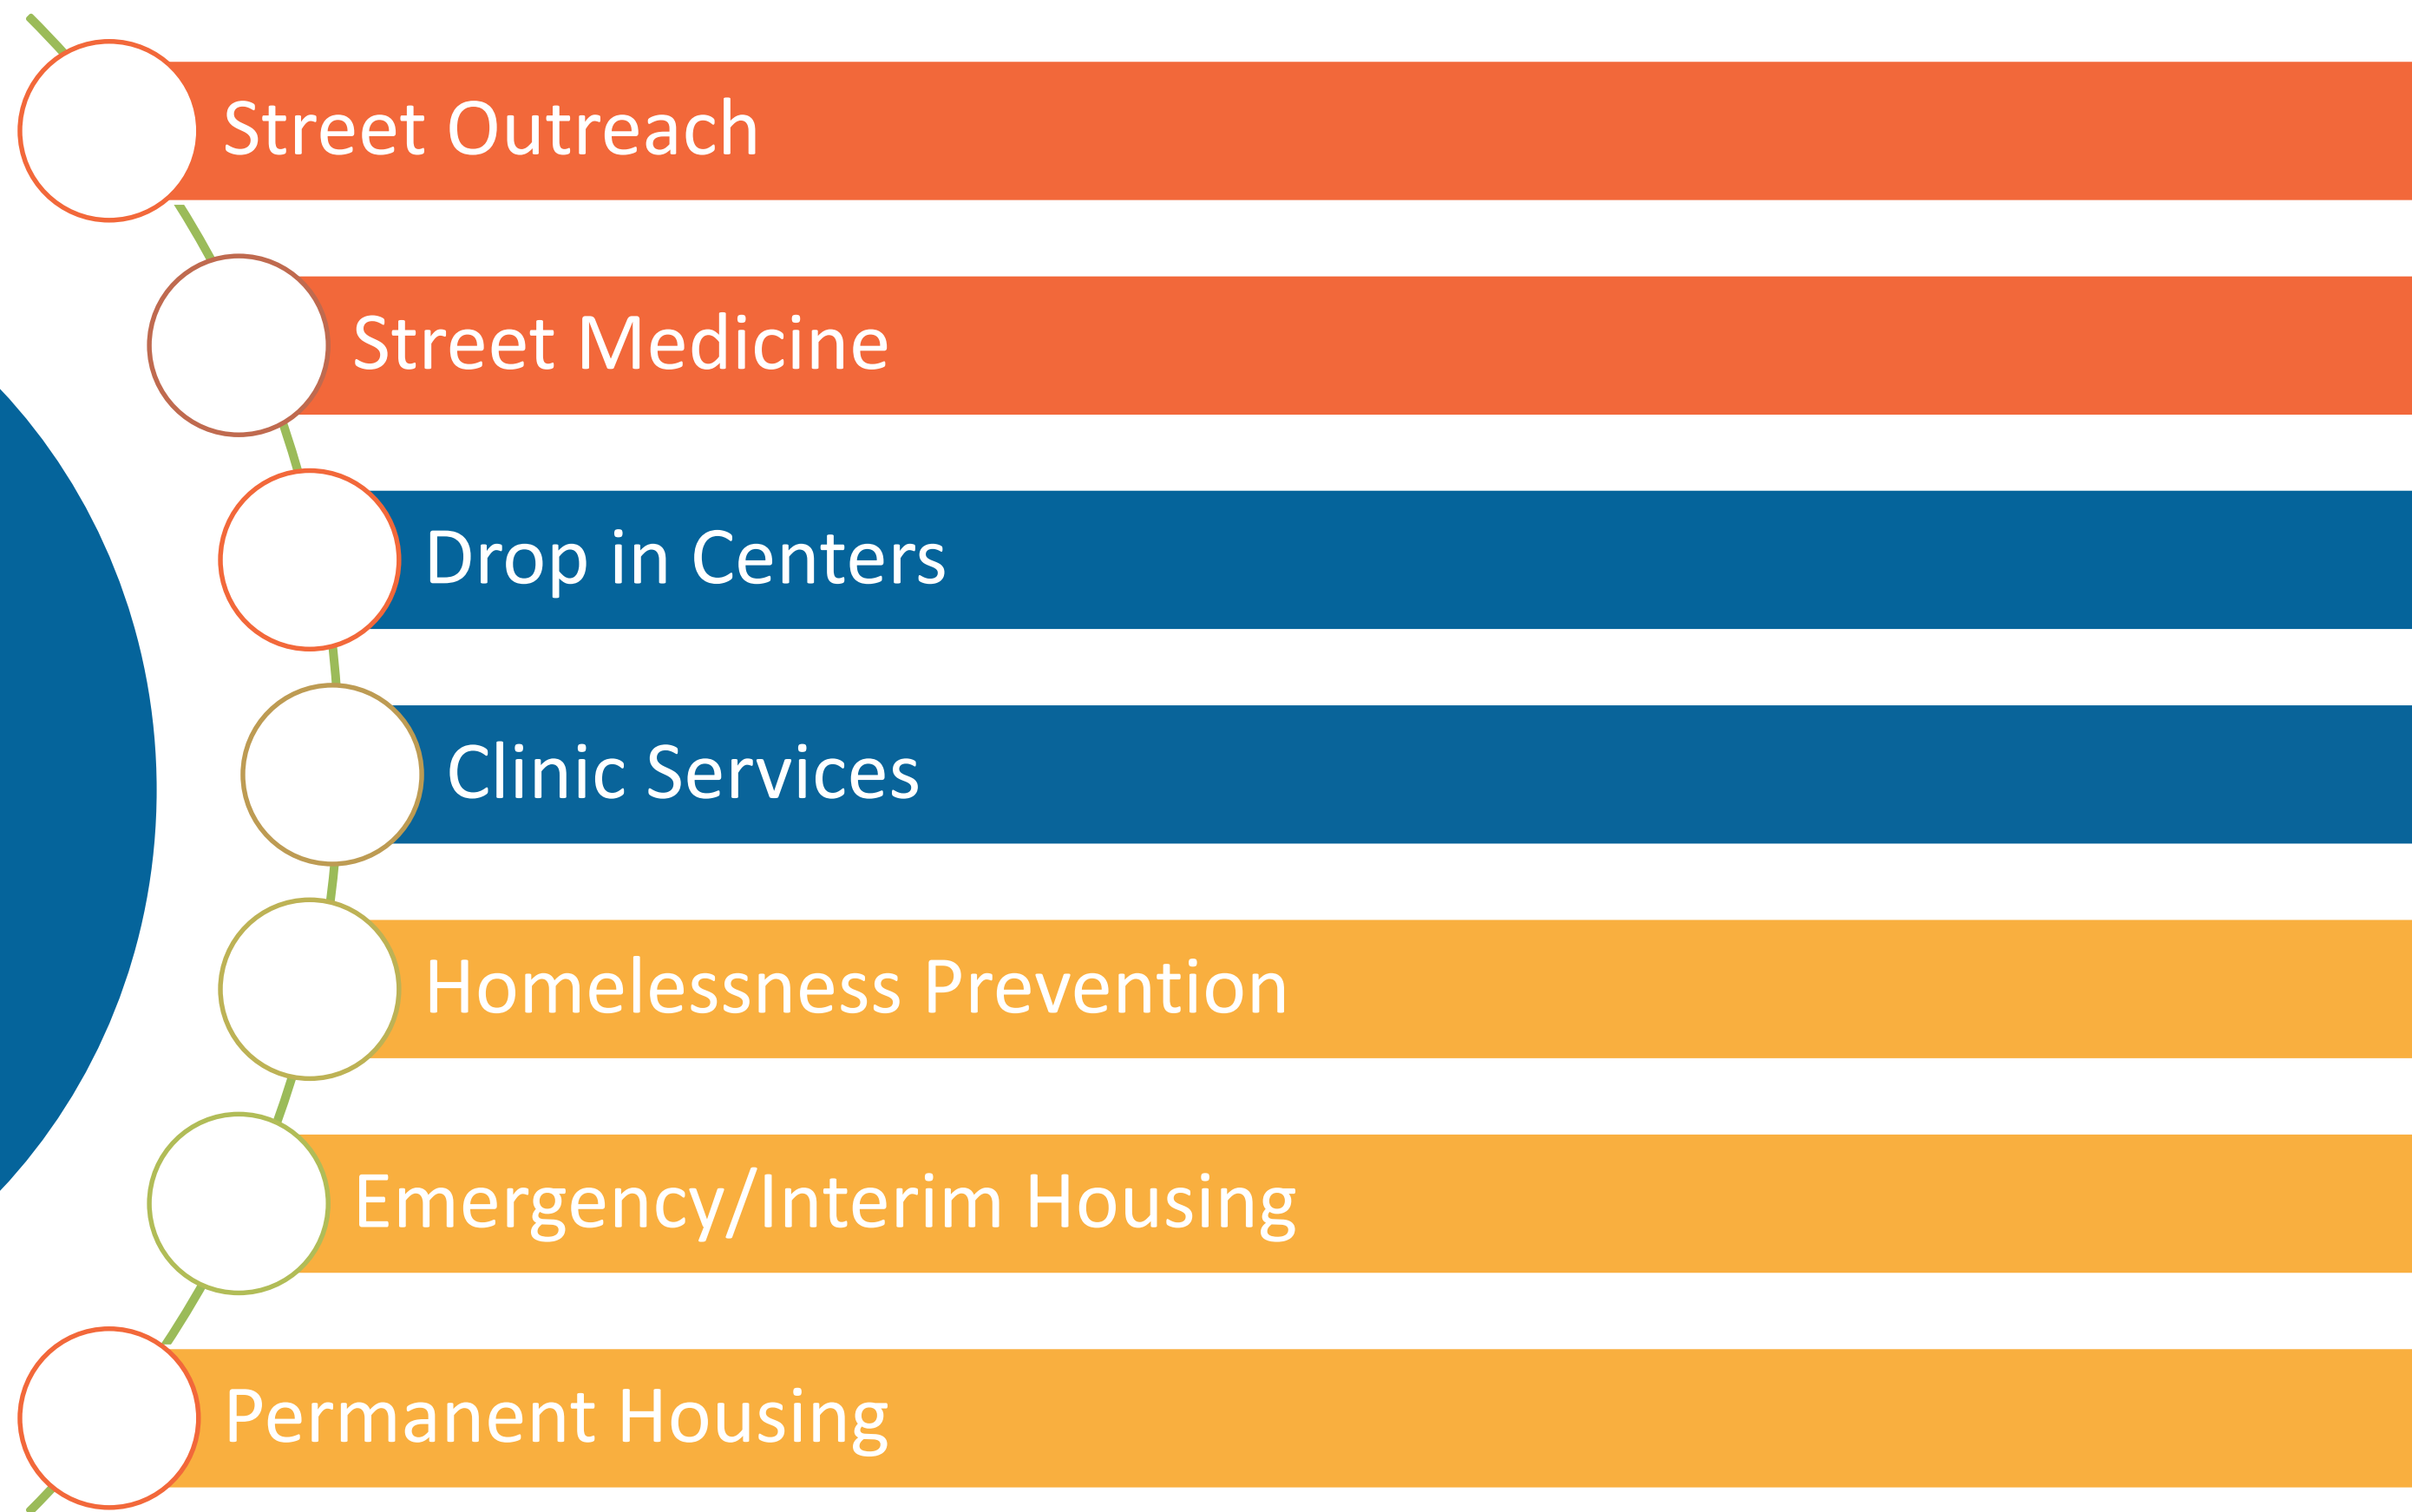 Street Outreach
Street Medicine
Drop in Centers
Clinic Services
Homelessness Prevention
Emergency/Interim Housing
Permanent Housing